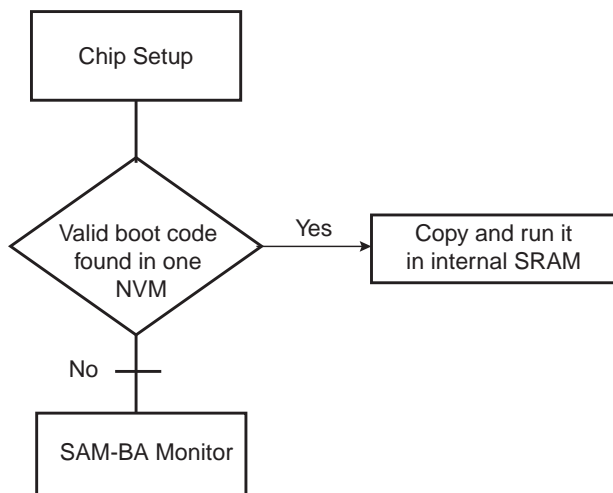 Chip Setup
Valid boot code
found in one
NVM
Yes
Copy and run it
in internal SRAM
No
SAM-BA Monitor